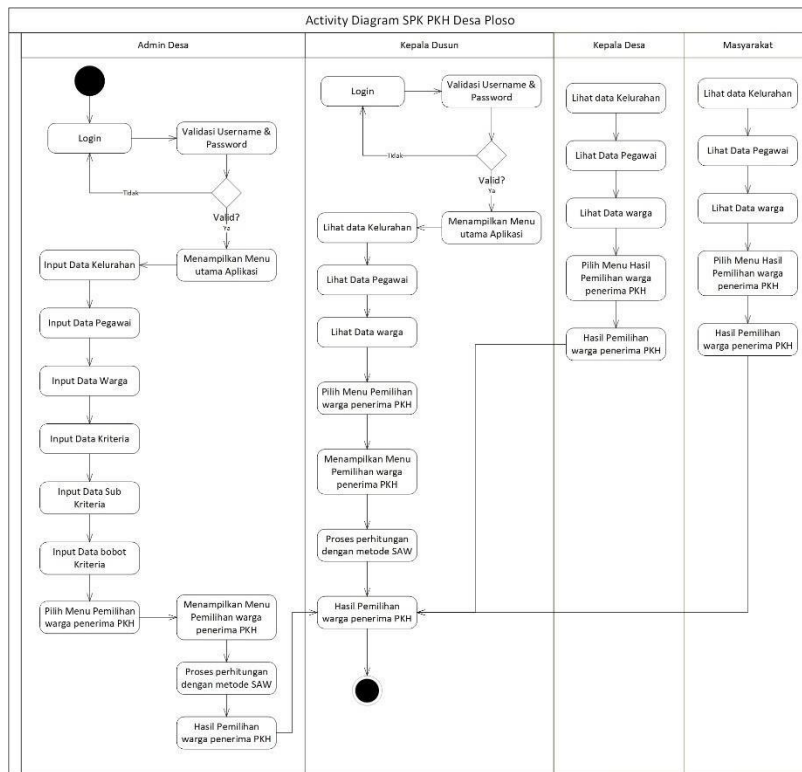 Activity Diagram SPK PKH Desa Ploso
Admin Desa
Kepala Dusun
Kepala Desa
Masyarakat
Login
Validasi Username &
Password
Tidak
Valid?
Ya
Menampilkan Menu
utama Aplikasi
Input Data Kelurahan
Input Data Pegawai
Input Data Warga
Input Data Kriteria
Input Data Sub
Kriteria
Input Data bobot
Kriteria
Pilih Menu Pemilihan
warga penerima PKH
Menampilkan Menu
Pemilihan warga
penerima PKH
Proses perhitungan
dengan metode SAW
Hasil Pemilihan
warga penerima PKH
Login
Validasi Username &
Password
Tidak
Valid?
Ya
Menampilkan Menu
utama Aplikasi
Lihat data Kelurahan
Lihat Data Pegawai
Lihat Data warga
Pilih Menu Pemilihan
warga penerima PKH
Menampilkan Menu
Pemilihan warga
penerima PKH
Proses perhitungan
dengan metode SAW
Hasil Pemilihan
warga penerima PKH
Lihat data Kelurahan
Lihat Data Pegawai
Lihat Data warga
Pilih Menu Hasil
Pemilihan warga
penerima PKH
Hasil Pemilihan
warga penerima PKH
Lihat data Kelurahan
Lihat Data Pegawai
Lihat Data warga
Pilih Menu Hasil
Pemilihan warga
penerima PKH
Hasil Pemilihan
warga penerima PKH